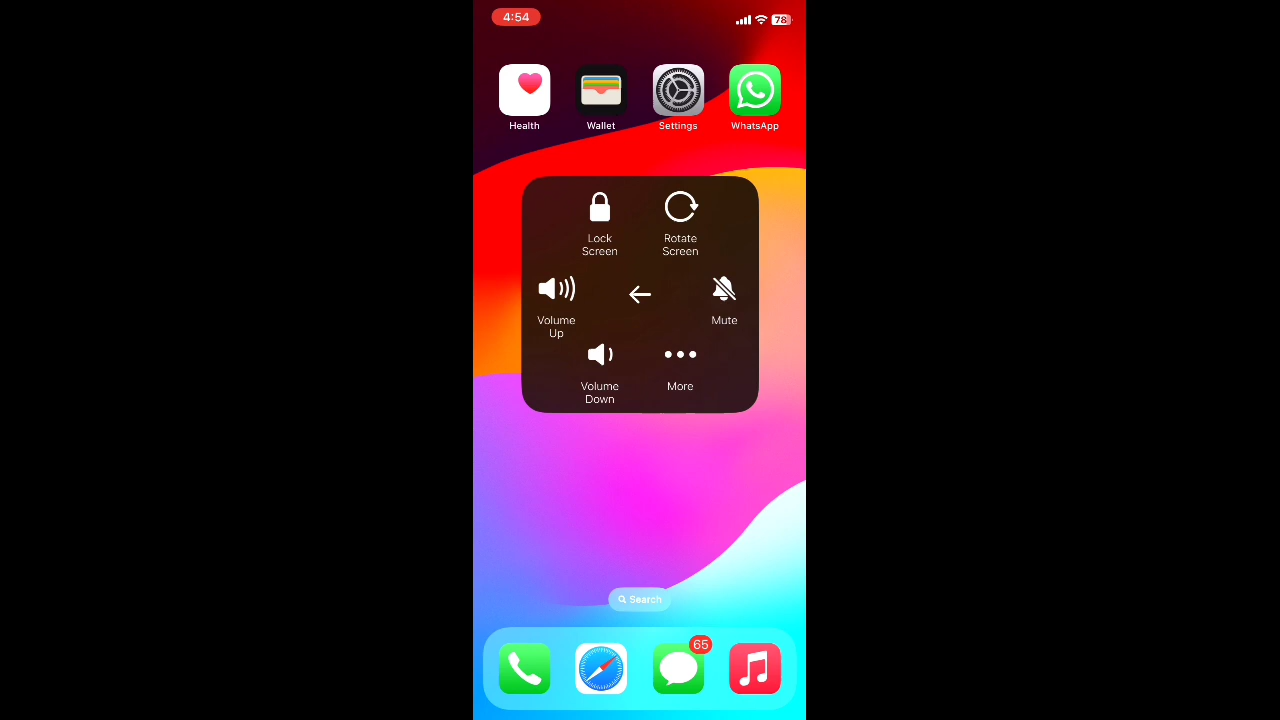 4:54
78
Health
Wallet
Settings
WhatsApp
Lock
Screen
Rotate
Screen
Volume
Up
Mute
Volume
Down
More
Search
65